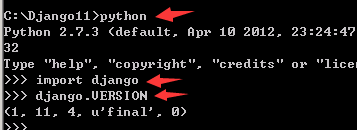 C:\Django11>python
Python 2.7.3 (default, Apr 10 2012, 23:24:47
32
Type "help", "copyright", "credits" or "lice
>>> import django
>>> django.VERSION
(1, 11, 4, u'final', 0)
>>>